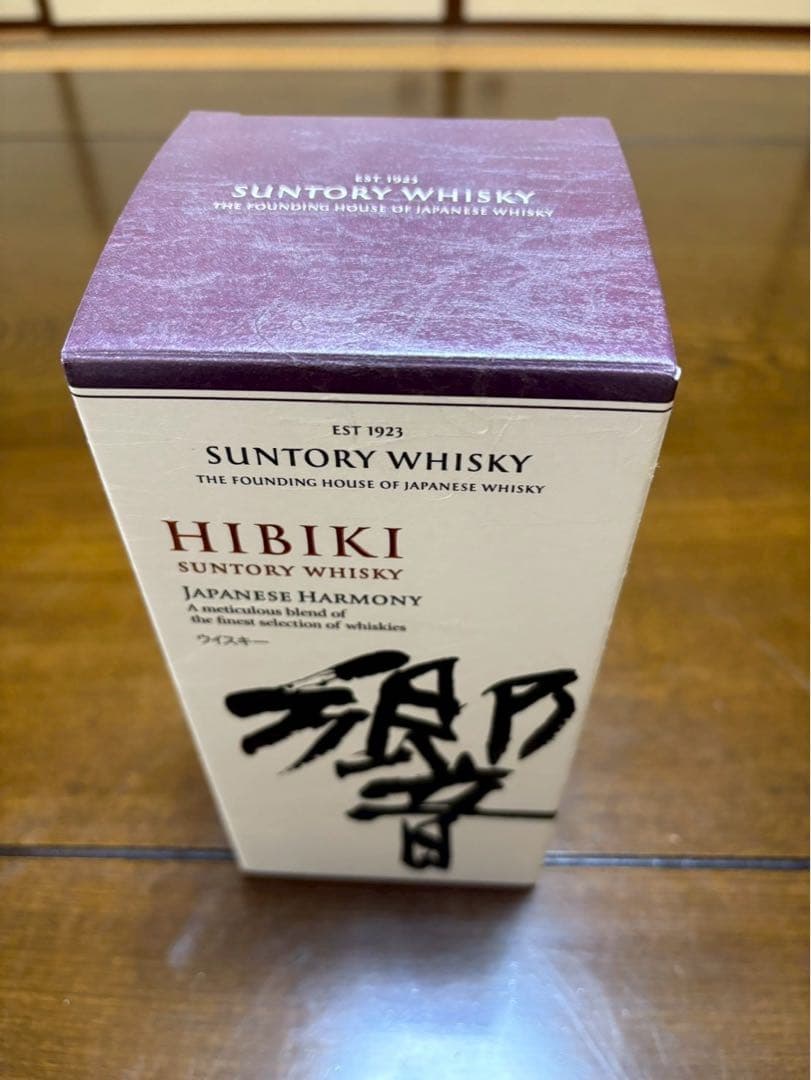 EST 1923
SUNTORY WHISKY
THE FOUNDING HOUSE OF JAPANESE WHISKY
EST 1923
SUNTORY WHISKY
THE FOUNDING HOUSE OF JAPANESE WHISKY
HIBIKI
SUNTORY WHISKY
JAPANESE HARMONY
A meticulous blend of
the finest selection of whiskies
ウイスキー
響